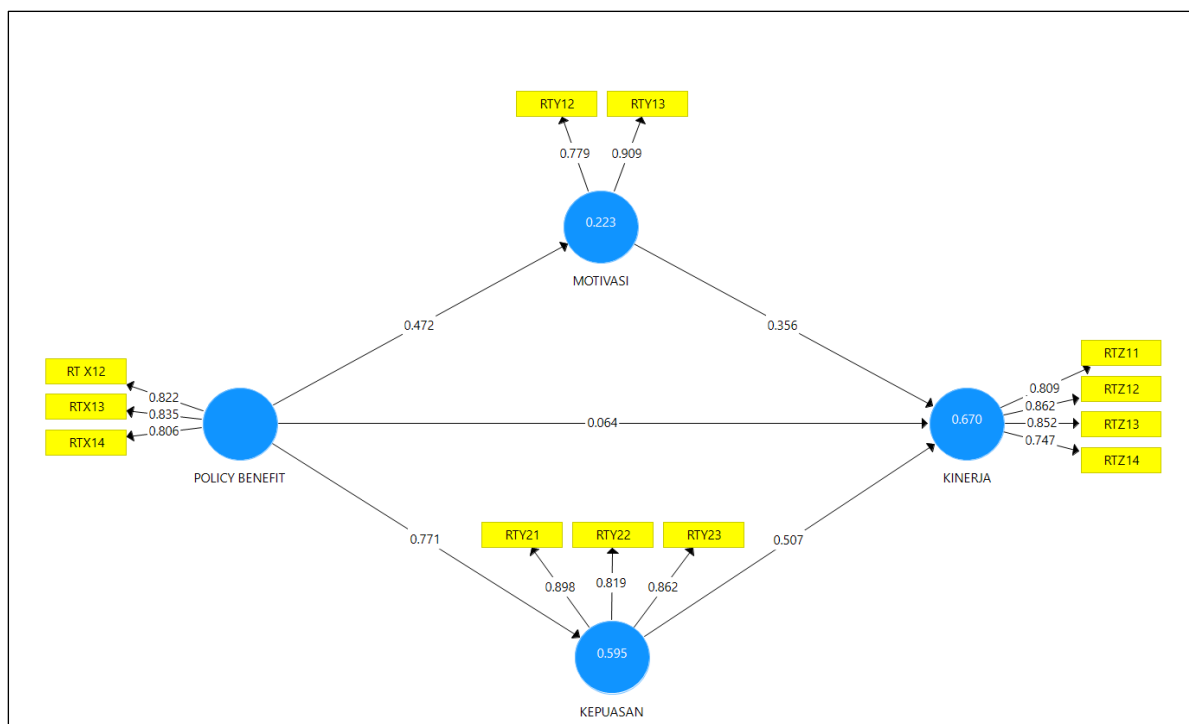 RTY12 RTY13
0.779 0.909
0.223
MOTIVASI
0.472 0.356
RT X12
RTX13
RTX14
0.822
0.835
0.806
POLICY BENEFIT
0.064
RTZ11
RTZ12
RTZ13
RTZ14
0.809
0.862
0.852
0.747
0.670
KINERJA
0.771 0.507
RTY21 RTY22 RTY23
0.898 0.819 0.862
0.595
KEPUASAN